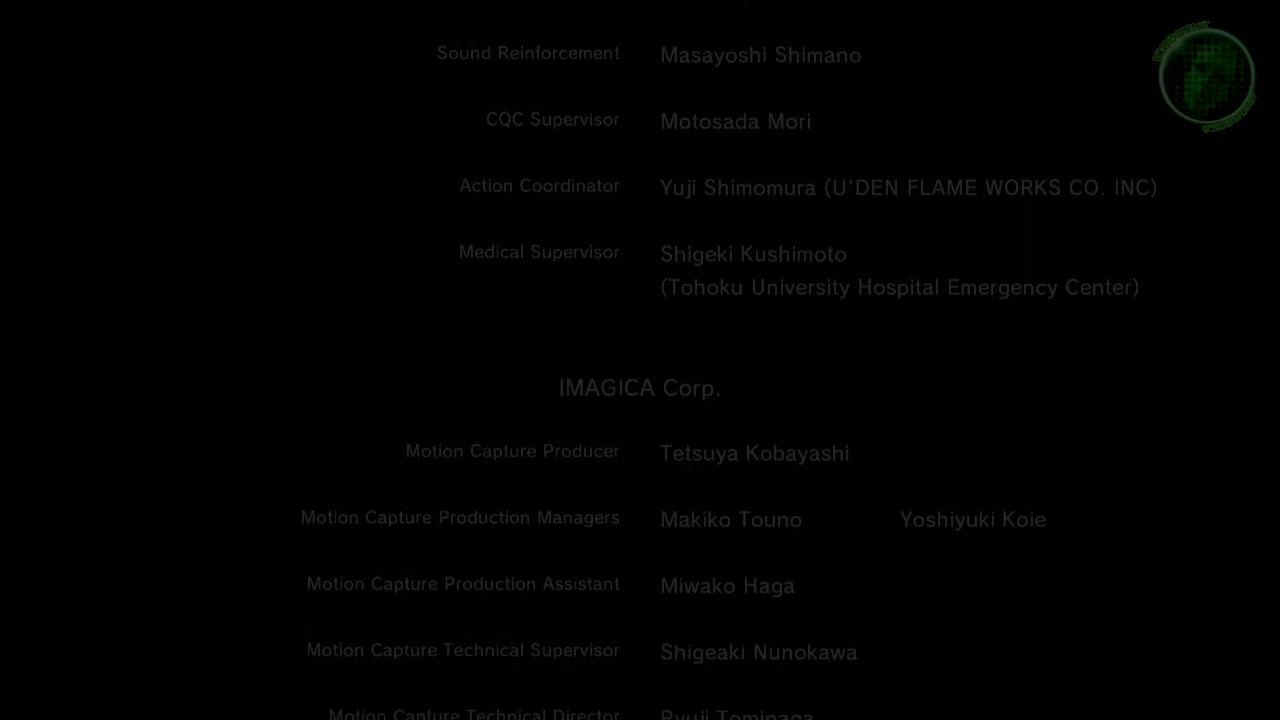 Sound Reinforcement Masayoshi Shimano
CQC Supervisor Motosada Mori
Action Coordinator Yuji Shimomura (U'DEN FLAME WORKS CO. INC)
Medical Supervisor Shigeki Kushimoto
(Tohoku University Hospital Emergency Center)
IMAGICA Corp.
Motion Capture Producer Tetsuya Kobayashi
Motion Capture Production Managers Makiko Touno Yoshiyuki Koie
Motion Capture Production Assistant Miwako Haga
Motion Capture Technical Supervisor Shigeaki Nunokawa
Motion Capture Technical Director Ryuji Tominaga